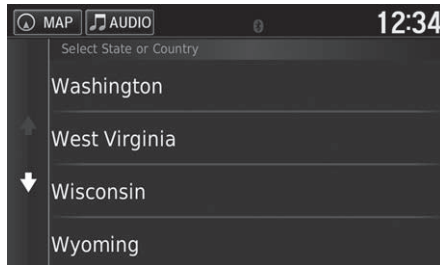 MAP AUDIO 12:34
Select State or Country
Washington
West Virginia
Wisconsin
Wyoming